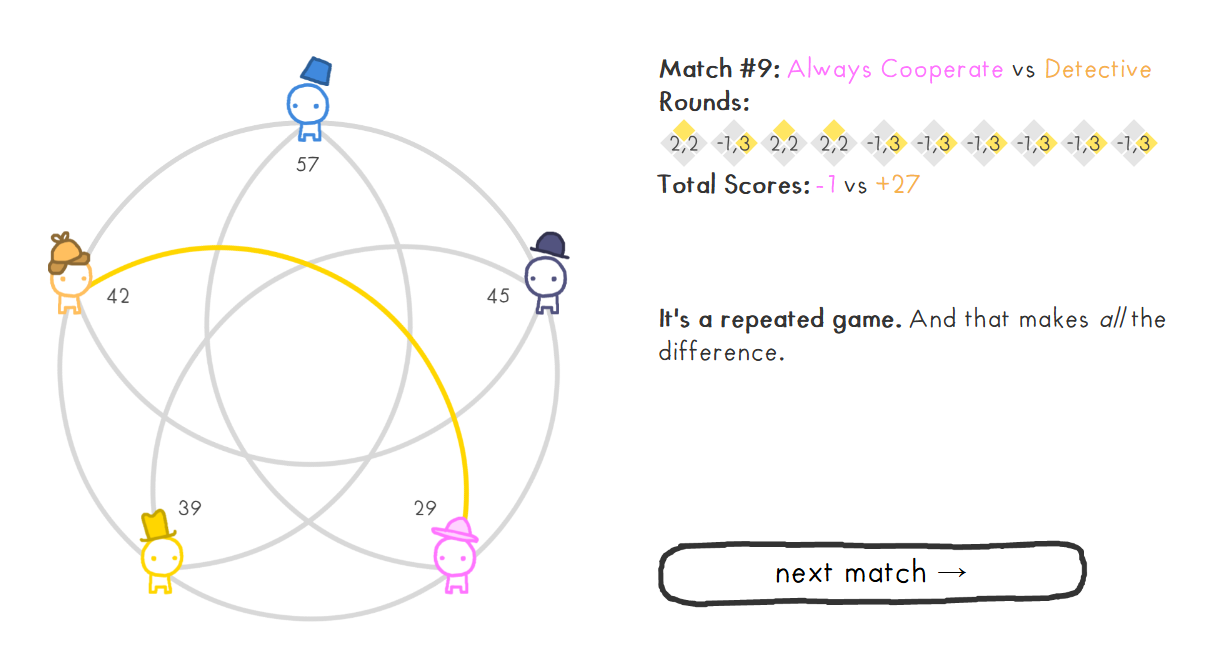 Match #9: Always Cooperate vs Detective
Rounds:
2,2 -1,3 2,2 2,2 -1,3 -1,3 -1,3 -1,3 -1,3 -1,3
Total Scores: -1 vs +27
57
42
45
It's a repeated game. And that makes all the
difference.
39
29
next match →